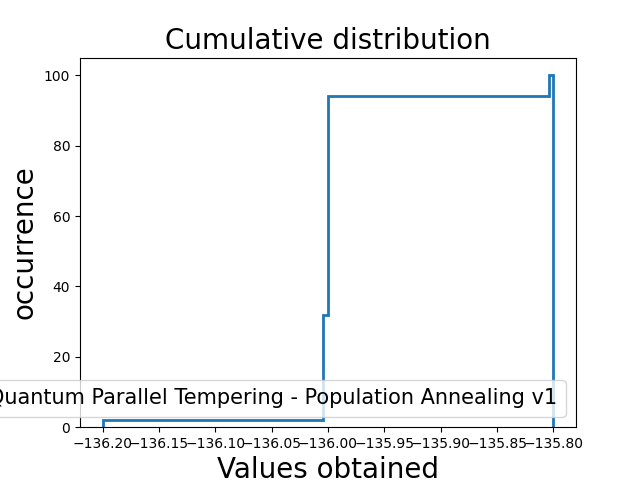 Cumulative distribution
occurrence
100
80
60
40
20
0
Quantum Parallel Tempering - Population Annealing v1
−136.20 −136.15 −136.10 −136.05 −136.00 −135.95 −135.90 −135.85 −135.80
Values obtained